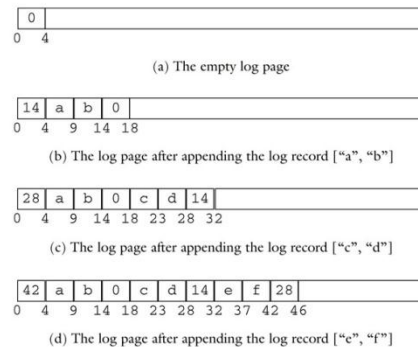 0
0 4
(a) The empty log page
14 a b 0
0 4 9 14 18
(b) The log page after appending the log record [“a”, “b”]
28 a b 0 c d 14
0 4 9 14 18 23 28 32
(c) The log page after appending the log record [“c”, “d”]
42 a b 0 c d 14 e f 28
0 4 9 14 18 23 28 32 37 42 46
(d) The log page after appending the log record [“e”, “f”]